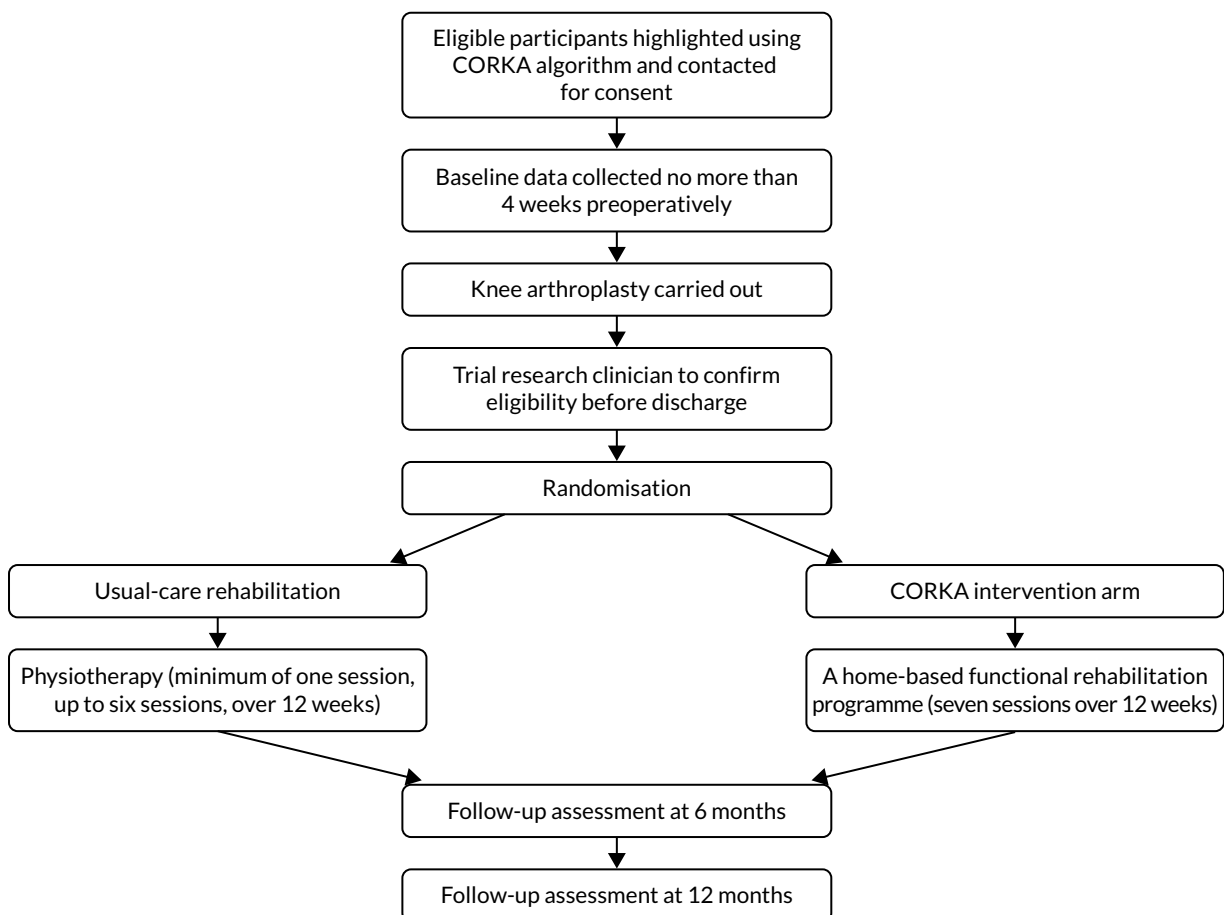 Eligible participants highlighted using
CORKA algorithm and contacted
for consent
Baseline data collected no more than
4 weeks preoperatively
Knee arthroplasty carried out
Trial research clinician to confirm
eligibility before discharge
Randomisation
Usual-care rehabilitation
Physiotherapy (minimum of one session,
up to six sessions, over 12 weeks)
CORKA intervention arm
A home-based functional rehabilitation
programme (seven sessions over 12 weeks)
Follow-up assessment at 6 months
Follow-up assessment at 12 months